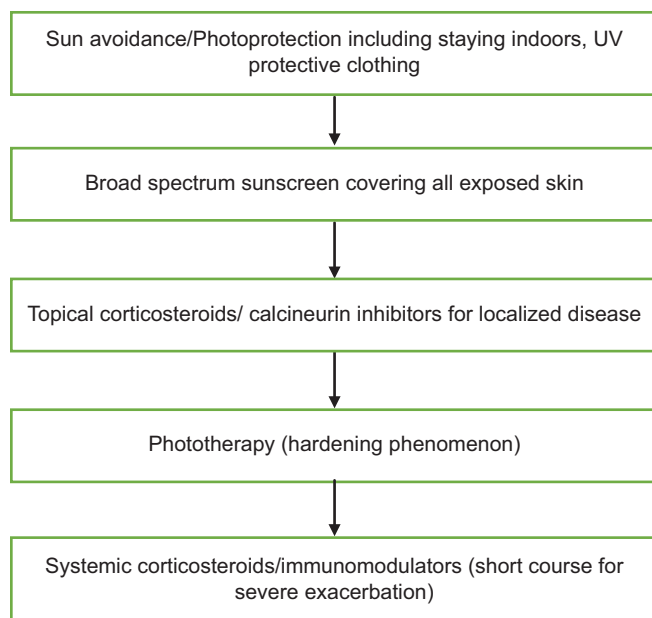 Sun avoidance/Photoprotection including staying indoors, UV
protective clothing
Broad spectrum sunscreen covering all exposed skin
Topical corticosteroids/ calcineurin inhibitors for localized disease
Phototherapy (hardening phenomenon)
Systemic corticosteroids/immunomodulators (short course for
severe exacerbation)